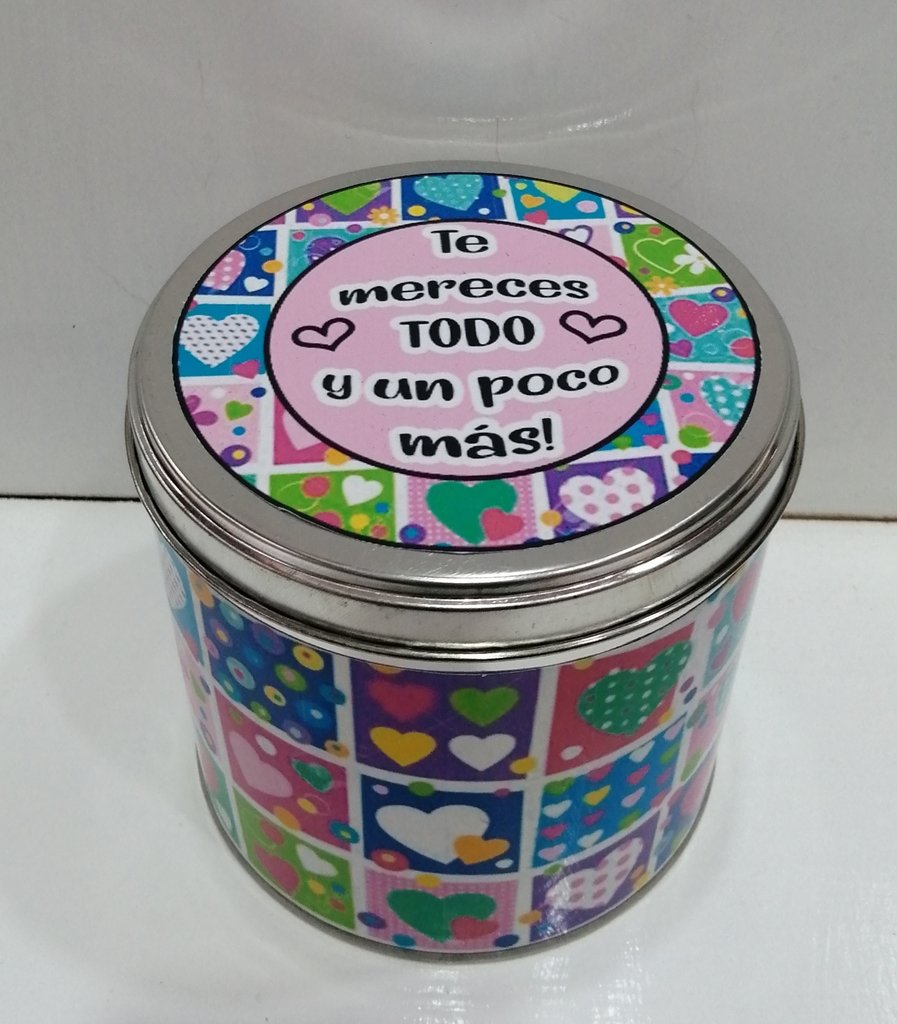 Te
mereces
TODO
y un poco
más!